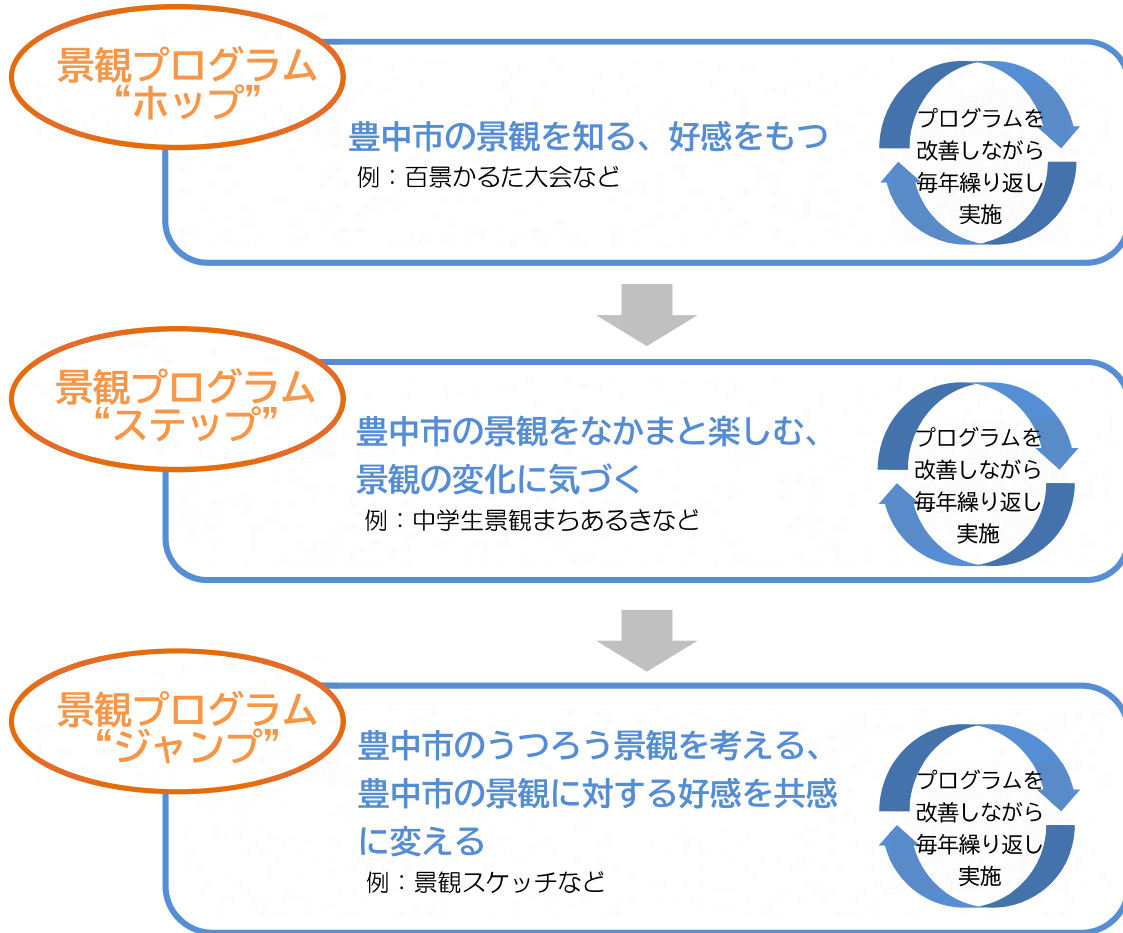 景観プログラム
“ホップ”
豊中市の景観を知る、好感をもつ
例：百景かるた大会など
プログラムを
改善しながら
毎年繰り返し
実施
景観プログラム
“ステップ”
豊中市の景観をなかまと楽しむ、
景観の変化に気づく
例：中学生景観まちあるきなど
プログラムを
改善しながら
毎年繰り返し
実施
景観プログラム
“ジャンプ”
豊中市のうつろう景観を考える、
豊中市の景観に対する好感を共感
に変える
例：景観スケッチなど
プログラムを
改善しながら
毎年繰り返し
実施